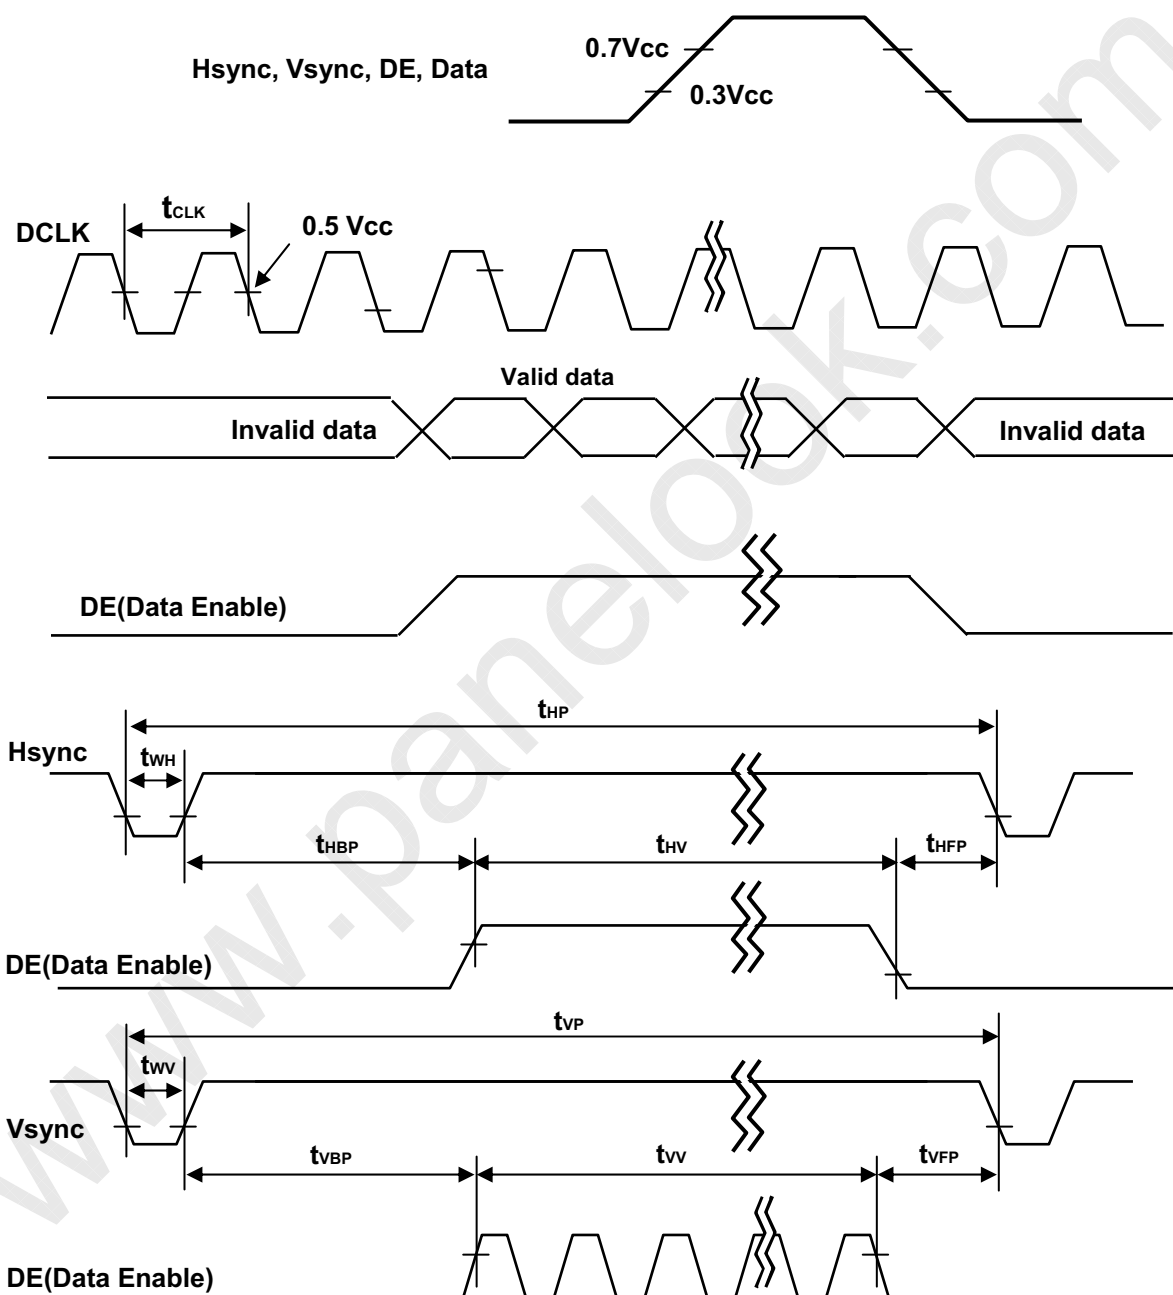 0.7Vcc
Hsync, Vsync, DE, Data
0.3Vcc
tCLK
DCLK
0.5 Vcc
Valid data
Invalid data
Invalid data
DE(Data Enable)
tHP
Hsync
tWH
tHBP
tHV
tHFP
DE(Data Enable)
tVP
tWV
Vsync
tVBP
tVV
tVFP
DE(Data Enable)
www.panelook.com